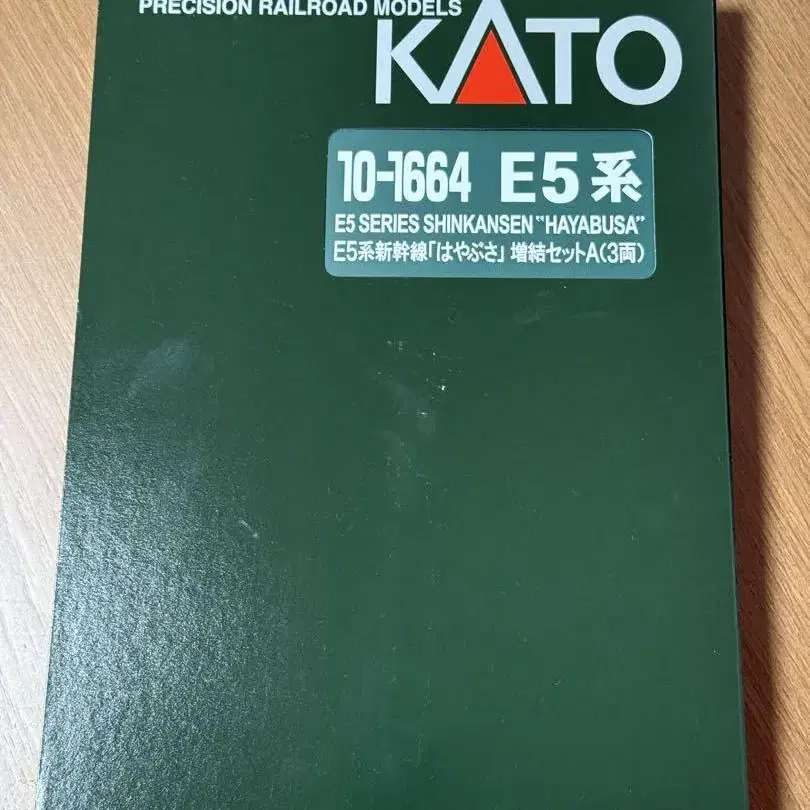 PRECISION RAILROAD MODELS
KATO
10-1664 E5系
E5 SERIES SHINKANSEN "HAYABUSA"
E5系新幹線「はやぶさ」増結セットA(3両)